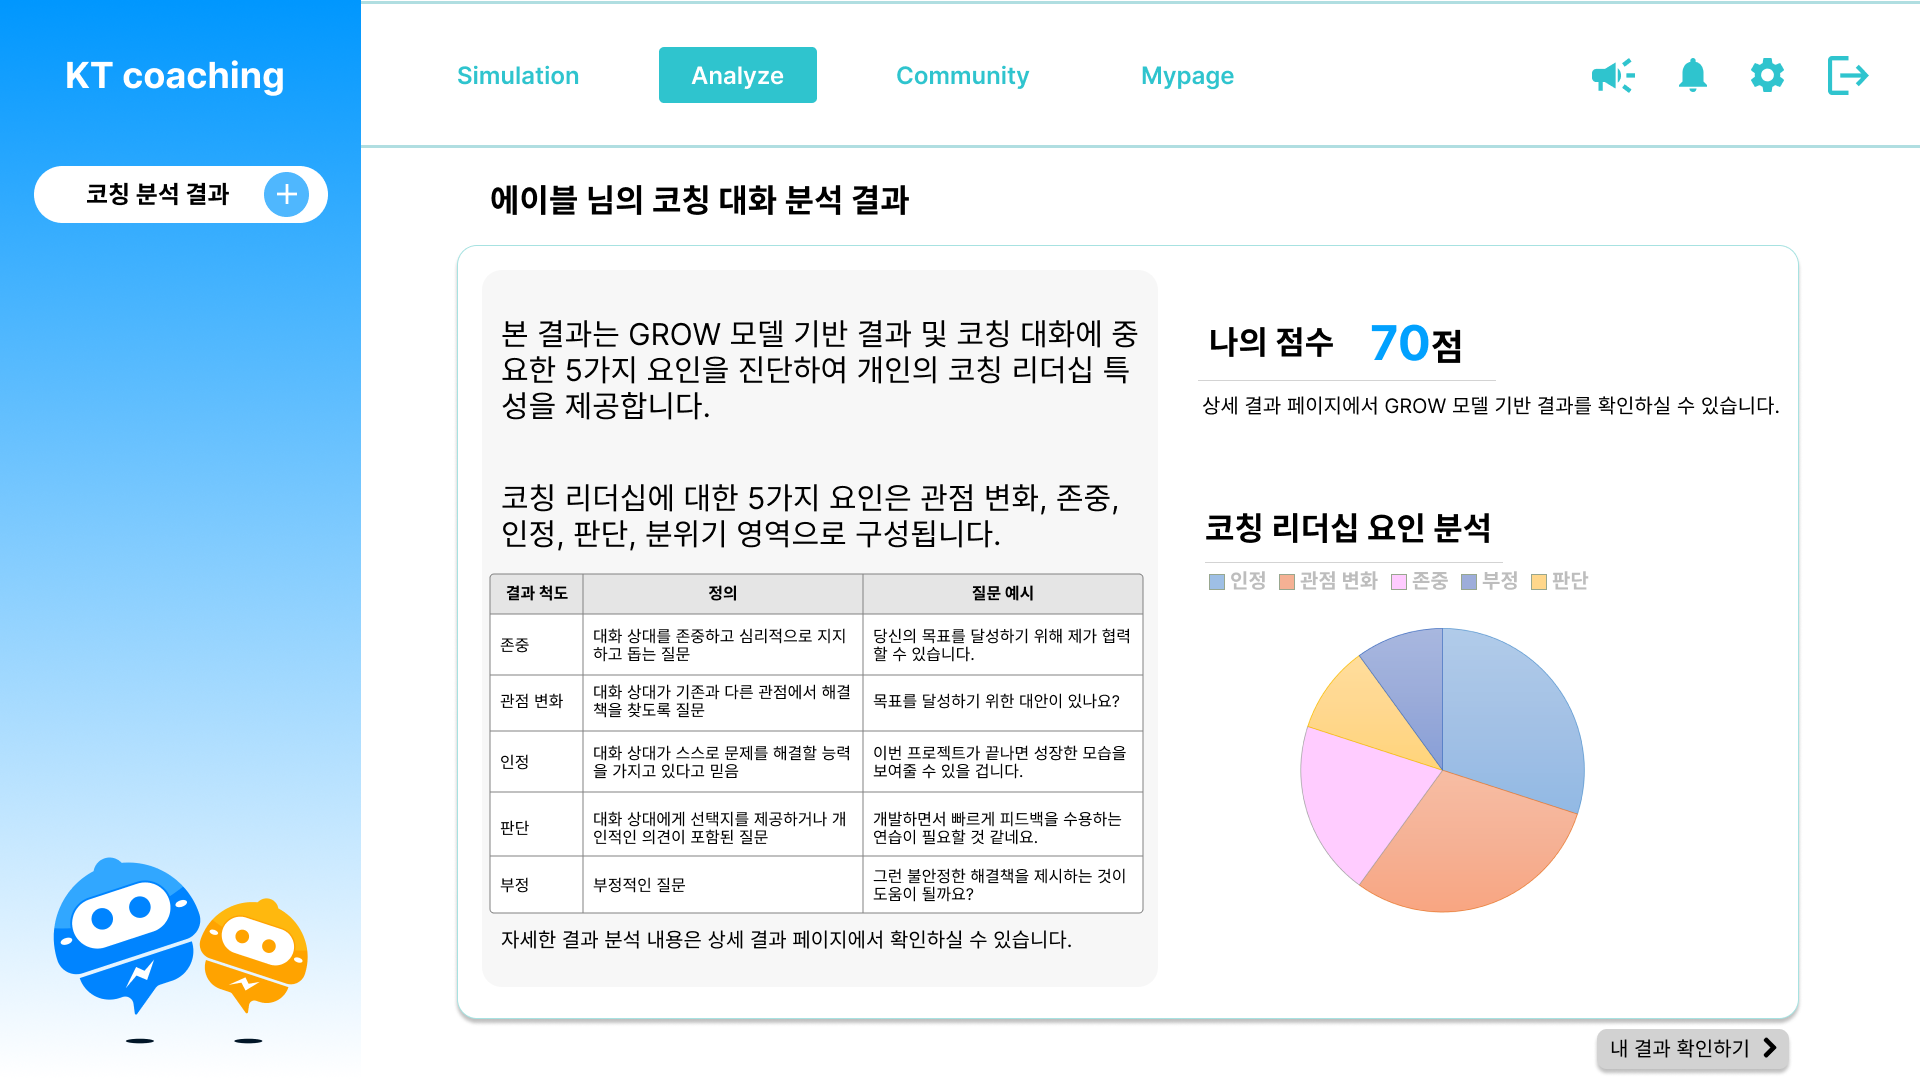 KT coaching
Simulation
Analyze
Community
Mypage
코칭 분석 결과
에이블 님의 코칭 대화 분석 결과
본 결과는 GROW 모델 기반 결과 및 코칭 대화에 중
요한 5가지 요인을 진단하여 개인의 코칭 리더십 특
성을 제공합니다.
코칭 리더십에 대한 5가지 요인은 관점 변화, 존중,
인정, 판단, 분위기 영역으로 구성됩니다.
결과 척도
정의
질문 예시
존중
대화 상대를 존중하고 심리적으로 지지
하고 돕는 질문
당신의 목표를 달성하기 위해 제가 협력
할 수 있습니다.
관점 변화
대화 상대가 기존과 다른 관점에서 해결
책을 찾도록 질문
목표를 달성하기 위한 대안이 있나요?
인정
대화 상대가 스스로 문제를 해결할 능력
을 가지고 있다고 믿음
이번 프로젝트가 끝나면 성장한 모습을
보여줄 수 있을 겁니다.
판단
대화 상대에게 선택지를 제공하거나 개
인적인 의견이 포함된 질문
개발하면서 빠르게 피드백을 수용하는
연습이 필요할 것 같네요.
부정
부정적인 질문
그런 불안정한 해결책을 제시하는 것이
도움이 될까요?
자세한 결과 분석 내용은 상세 결과 페이지에서 확인하실 수 있습니다.
나의 점수 70점
상세 결과 페이지에서 GROW 모델 기반 결과를 확인하실 수 있습니다.
코칭 리더십 요인 분석
인정 관점 변화 존중 부정 판단
내 결과 확인하기